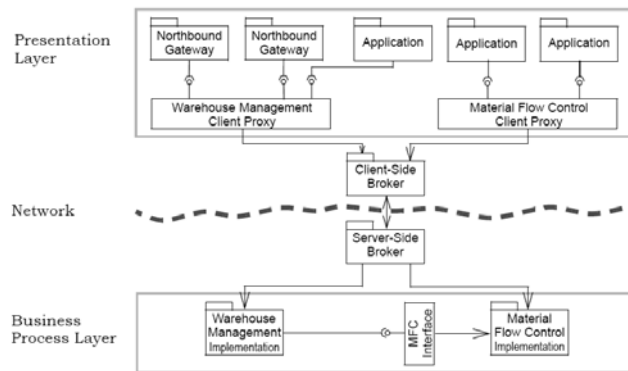 Presentation
Layer
Northbound
Gateway
Northbound
Gateway
Application
Application
Application
Warehouse Management
Client Proxy
Material Flow Control
Client Proxy
Client-Side
Broker
Network
Server-Side
Broker
Business
Process Layer
Warehouse
Management
Implementation
MFC
Interface
Material
Flow Control
Implementation